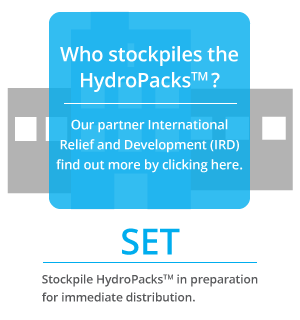 Who stockpiles the
HydroPacks™?
Our partner International
Relief and Development (IRD)
find out more by clicking here.
SET
Stockpile HydroPacks™ in preparation
for immediate distribution.